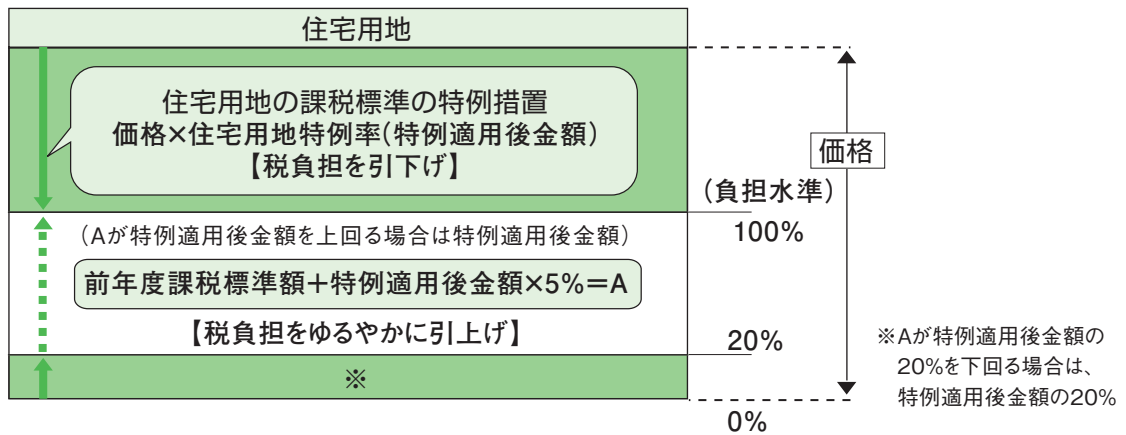 住宅用地
住宅用地の課税標準の特例措置
価格×住宅用地特例率(特例適用後金額)
【税負担を引下げ】
価格
(負担水準)
100%
(Aが特例適用後金額を上回る場合は特例適用後金額)
前年度課税標準額＋特例適用後金額×5%＝A
【税負担をゆるやかに引上げ】
20%
※
0%
※Aが特例適用後金額の
20%を下回る場合は、
特例適用後金額の20%